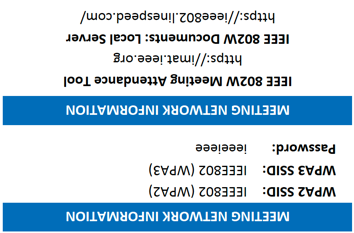 MEETING NETWORK INFORMATION
WPA2 SSID: IEEE802 (WPA2)
WPA3 SSID: IEEE802 (WPA3)
Password: ieeeieee
MEETING NETWORK INFORMATION
IEEE 802W Meeting Attendance Tool
https://imat.ieee.org
IEEE 802W Documents: Local Server
https://ieee802.linespeed.com/